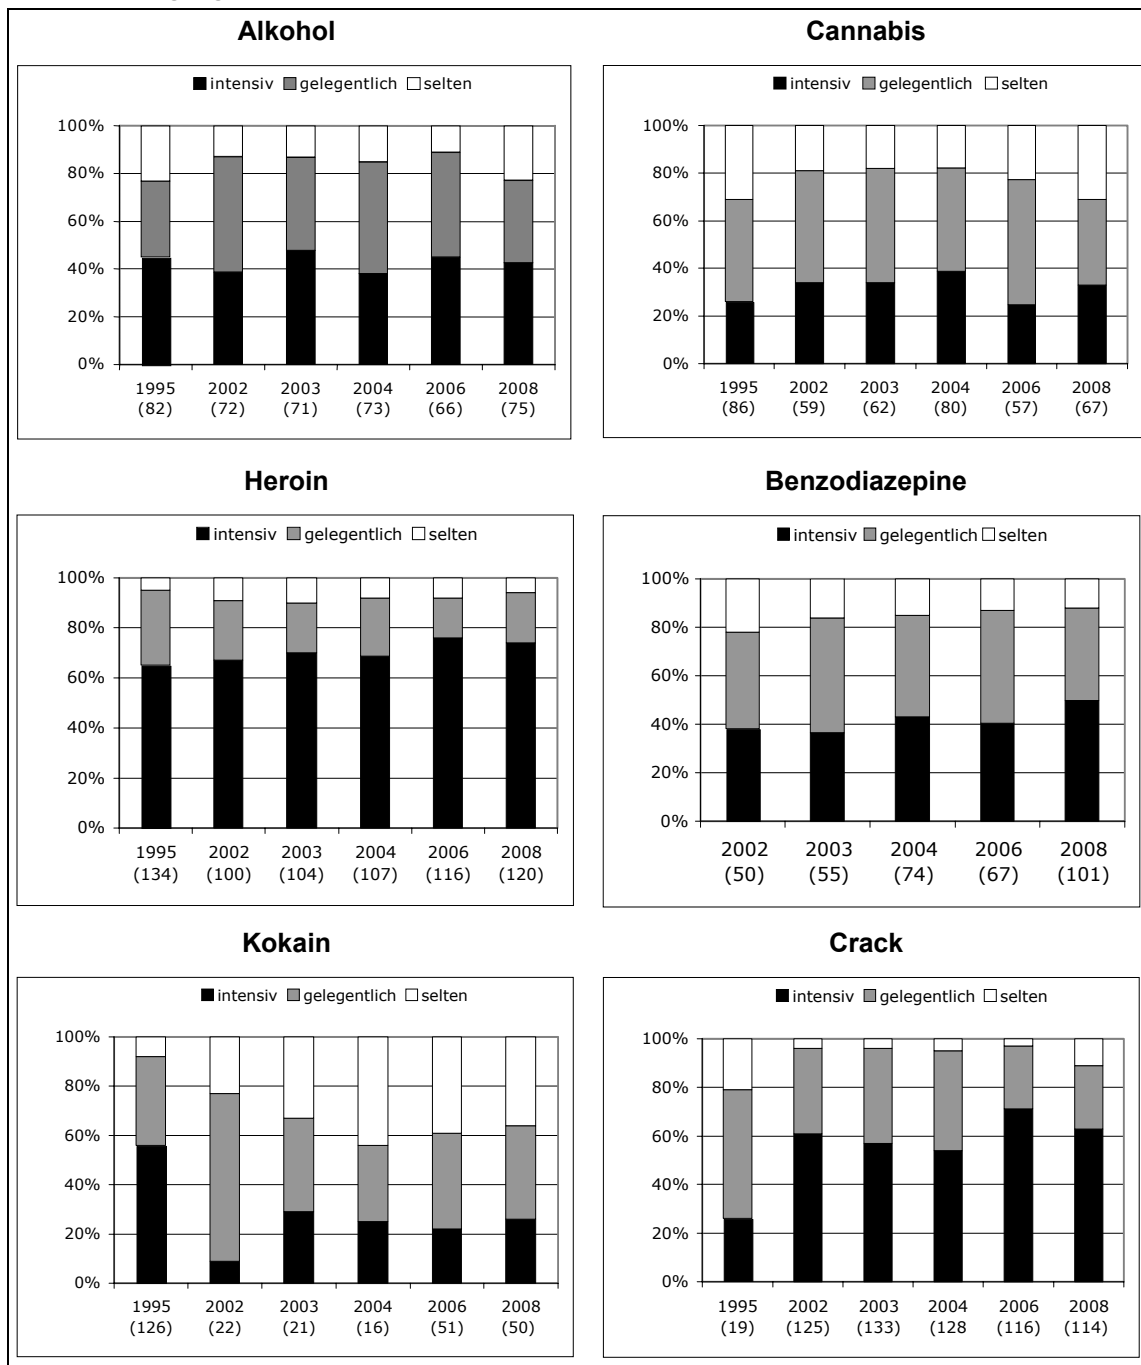 Alkohol
intensiv gelegentlich selten
100%
80%
60%
40%
20%
0%
1995 2002 2003 2004 2006 2008
(82) (72) (71) (73) (66) (75)
Cannabis
intensiv gelegentlich selten
100%
80%
60%
40%
20%
0%
1995 2002 2003 2004 2006 2008
(86) (59) (62) (80) (57) (67)
Heroin
intensiv gelegentlich selten
100%
80%
60%
40%
20%
0%
1995 2002 2003 2004 2006 2008
(134) (100) (104) (107) (116) (120)
Benzodiazepine
intensiv gelegentlich selten
100%
80%
60%
40%
20%
0%
2002 2003 2004 2006 2008
(50) (55) (74) (67) (101)
Kokain
intensiv gelegentlich selten
100%
80%
60%
40%
20%
0%
1995 2002 2003 2004 2006 2008
(126) (22) (21) (16) (51) (50)
Crack
intensiv gelegentlich selten
100%
80%
60%
40%
20%
0%
1995 2002 2003 2004 2006 2008
(19) (125) (133) (128 (116) (114)